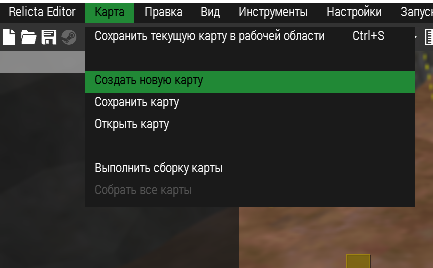 Relicta Editor Карта Правка Вид Инструменты Настройки
Сохранить текущую карту в рабочей области Ctrl+S
Создать новую карту
Сохранить карту
Открыть карту
Выполнить сборку карты
Собрать все карты